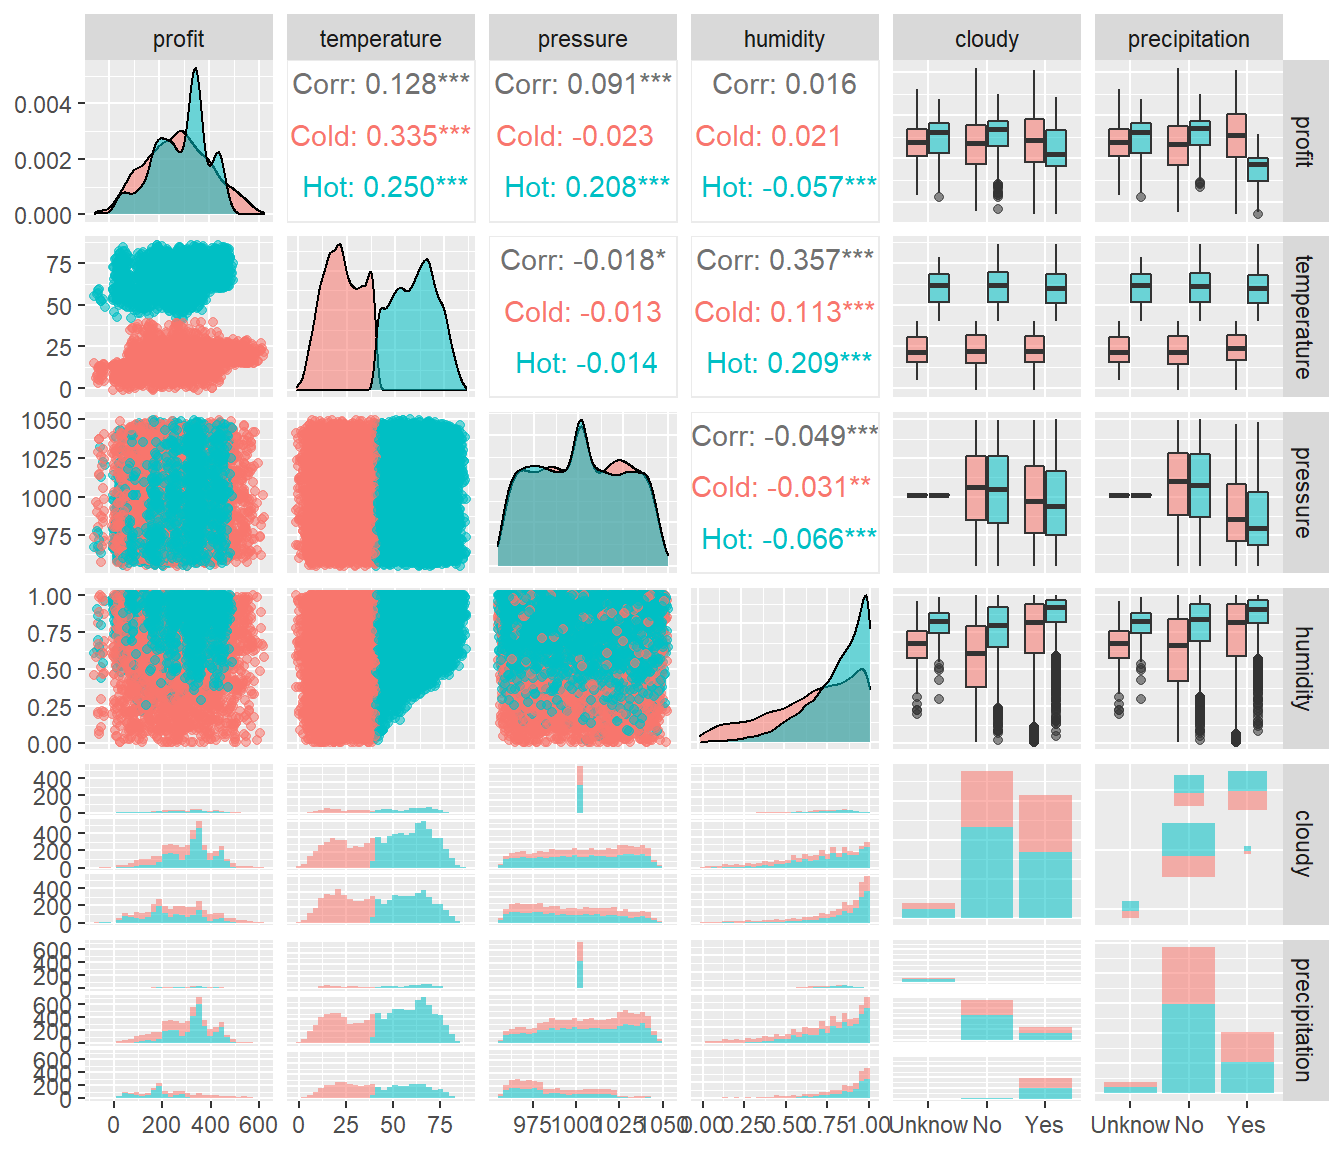 profit temperature pressure humidity cloudy precipitation
0.004
0.002
0.000
Corr: 0.128***
Cold: 0.335***
Hot: 0.250***
Corr: 0.091***
Cold: -0.023
Hot: 0.208***
Corr: 0.016
Cold: 0.021
Hot: -0.057***
profit
75
50
25
0
Corr: -0.018*
Cold: -0.013
Hot: -0.014
Corr: 0.357***
Cold: 0.113***
Hot: 0.209***
temperature
1050
1025
1000
975
Corr: -0.049***
Cold: -0.031**
Hot: -0.066***
pressure
1.00
0.75
0.50
0.25
0.00
humidity
400
200
0
400
200
0
400
200
0
cloudy
600
400
200
0
600
400
200
0
600
400
200
0
precipitation
0 200 400 600
0 25 50 75
975 1000 1025 1050
0.00 0.25 0.50 0.75 1.00
Unknow No Yes
Unknow No Yes